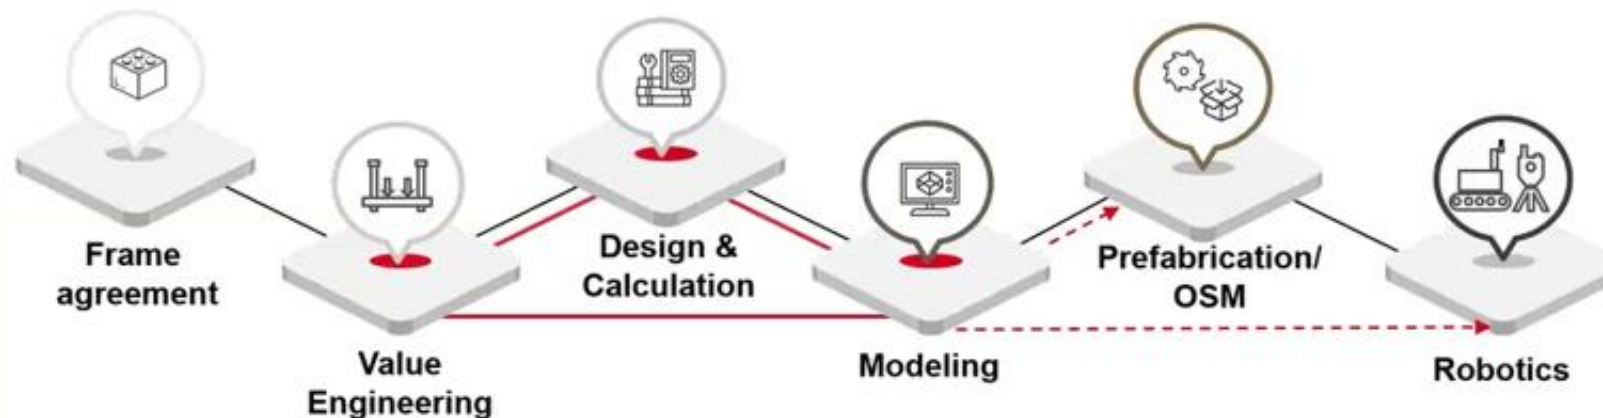 Frame
agreement
Value
Engineering
Design &
Calculation
Modeling
Prefabrication/
OSM
Robotics